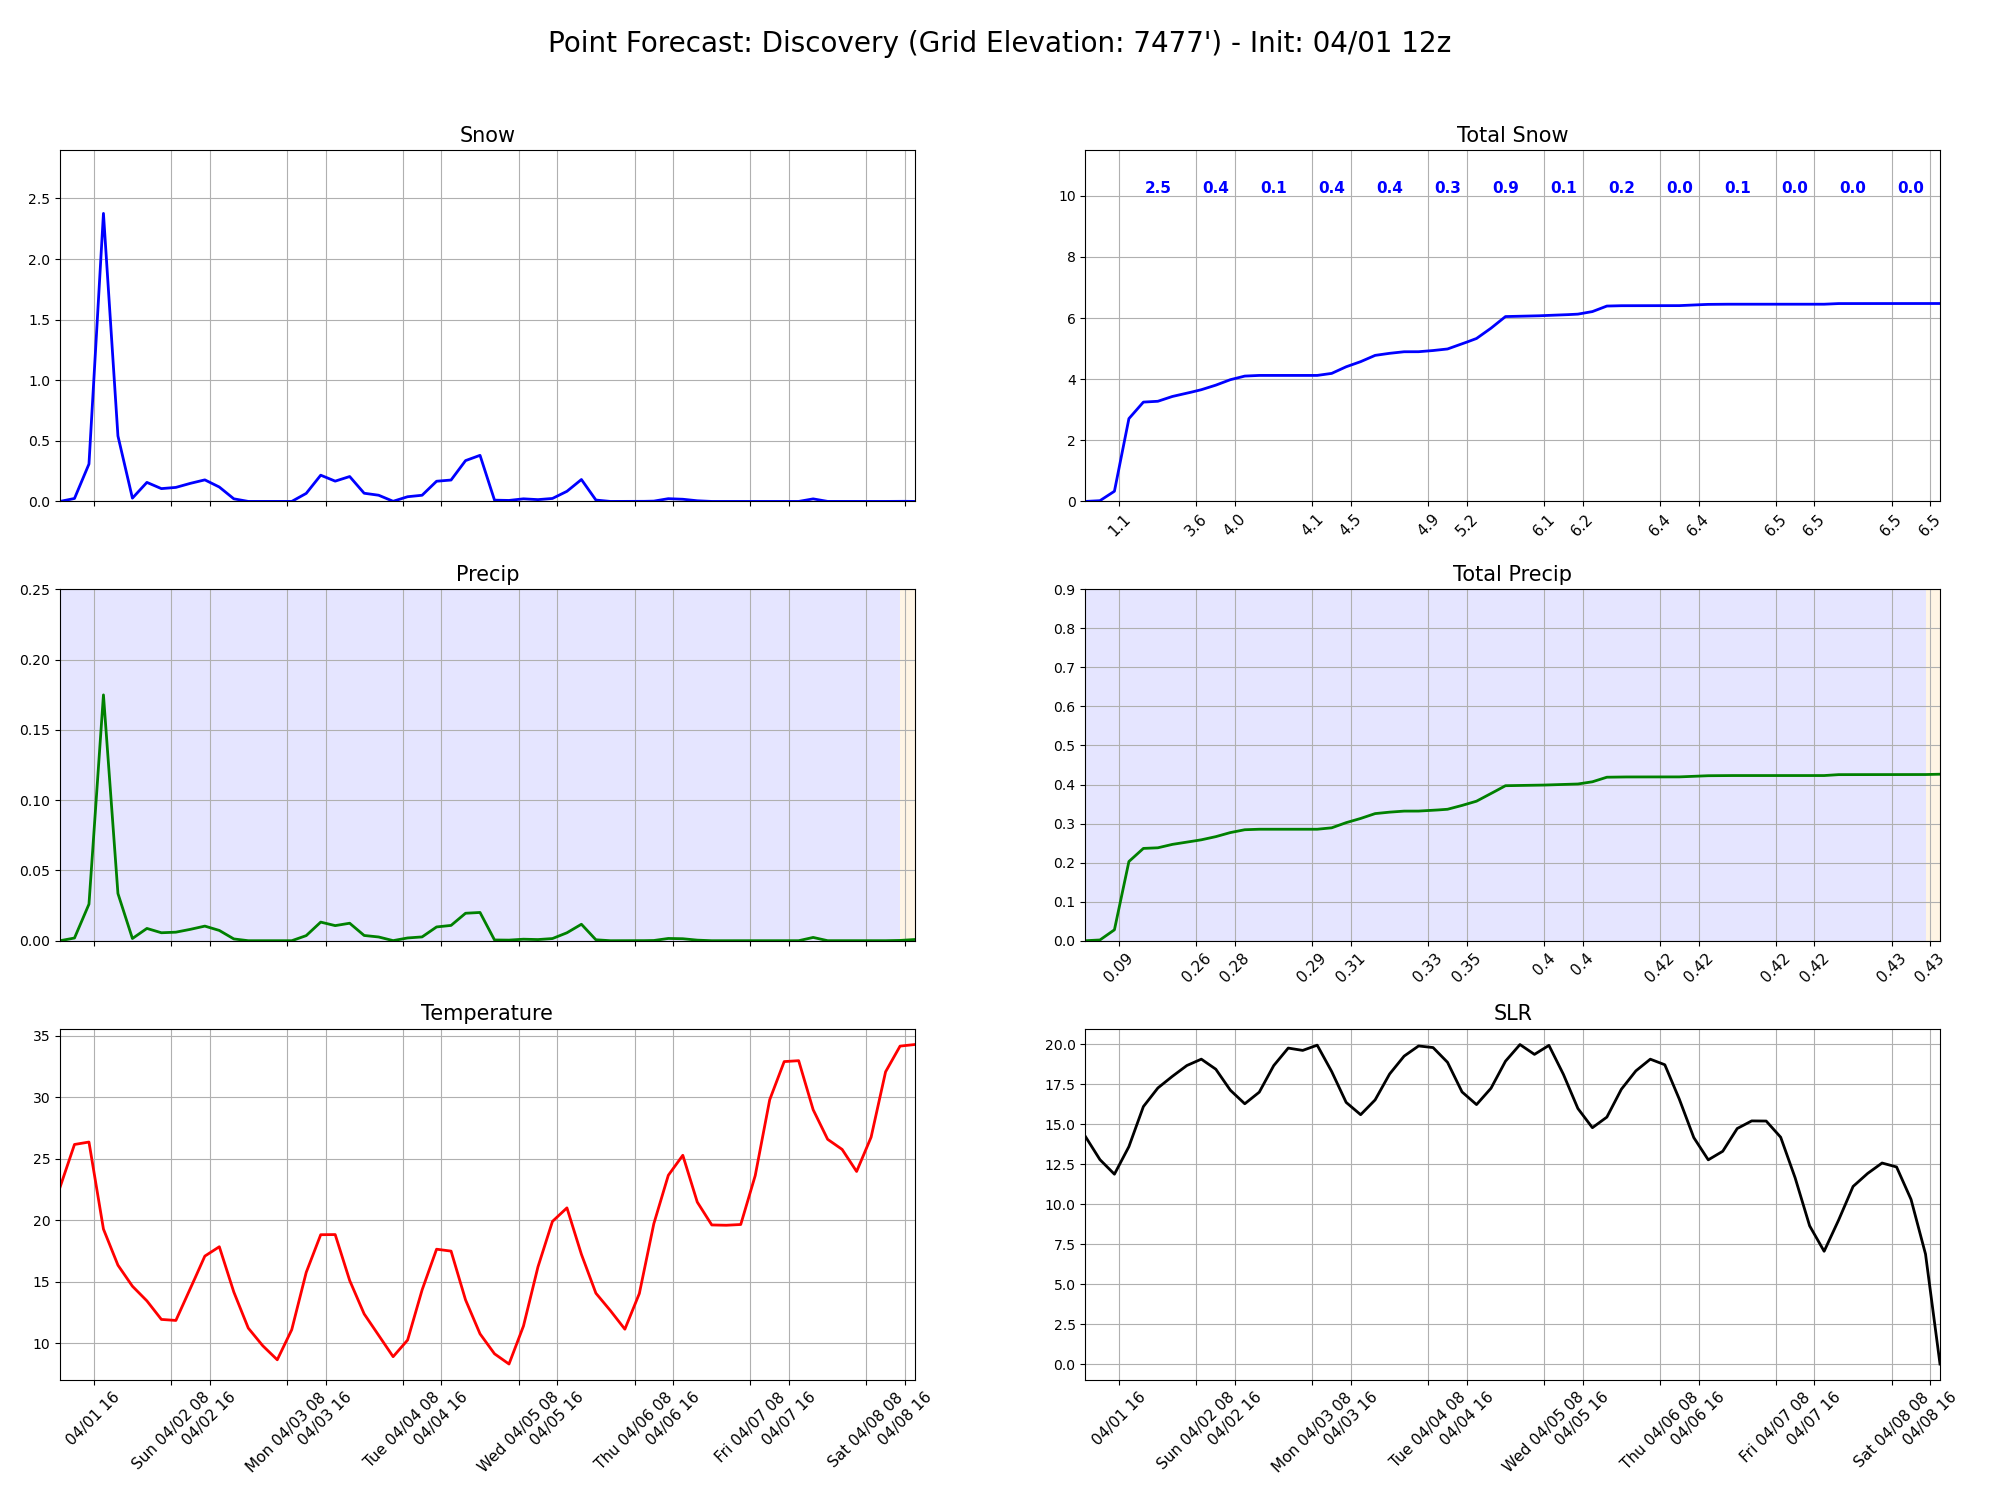 Point Forecast: Discovery (Grid Elevation: 7477') - Init: 04/01 12z
Snow
2.5
2.0
1.5
1.0
0.5
0.0
Total Snow
2.5 0.4 0.1 0.4 0.4 0.3 0.9 0.1 0.2 0.0 0.1 0.0 0.0 0.0
10
8
6
4
2
0
1.1 3.6 4.0 4.1 4.5 4.9 5.2 6.1 6.2 6.4 6.4 6.5 6.5 6.5 6.5
Precip
0.25
0.20
0.15
0.10
0.05
0.00
Total Precip
0.9
0.8
0.7
0.6
0.5
0.4
0.3
0.2
0.1
0.0
0.09 0.26 0.28 0.29 0.31 0.33 0.35 0.4 0.4 0.42 0.42 0.42 0.42 0.43 0.43
Temperature
35
30
25
20
15
10
04/01 16
Sun 04/02 08
04/02 16
Mon 04/03 08
04/03 16
Tue 04/04 08
04/04 16
Wed 04/05 08
04/05 16
Thu 04/06 08
04/06 16
Fri 04/07 08
04/07 16
Sat 04/08 08
04/08 16
SLR
20.0
17.5
15.0
12.5
10.0
7.5
5.0
2.5
0.0
04/01 16
Sun 04/02 08
04/02 16
Mon 04/03 08
04/03 16
Tue 04/04 08
04/04 16
Wed 04/05 08
04/05 16
Thu 04/06 08
04/06 16
Fri 04/07 08
04/07 16
Sat 04/08 08
04/08 16